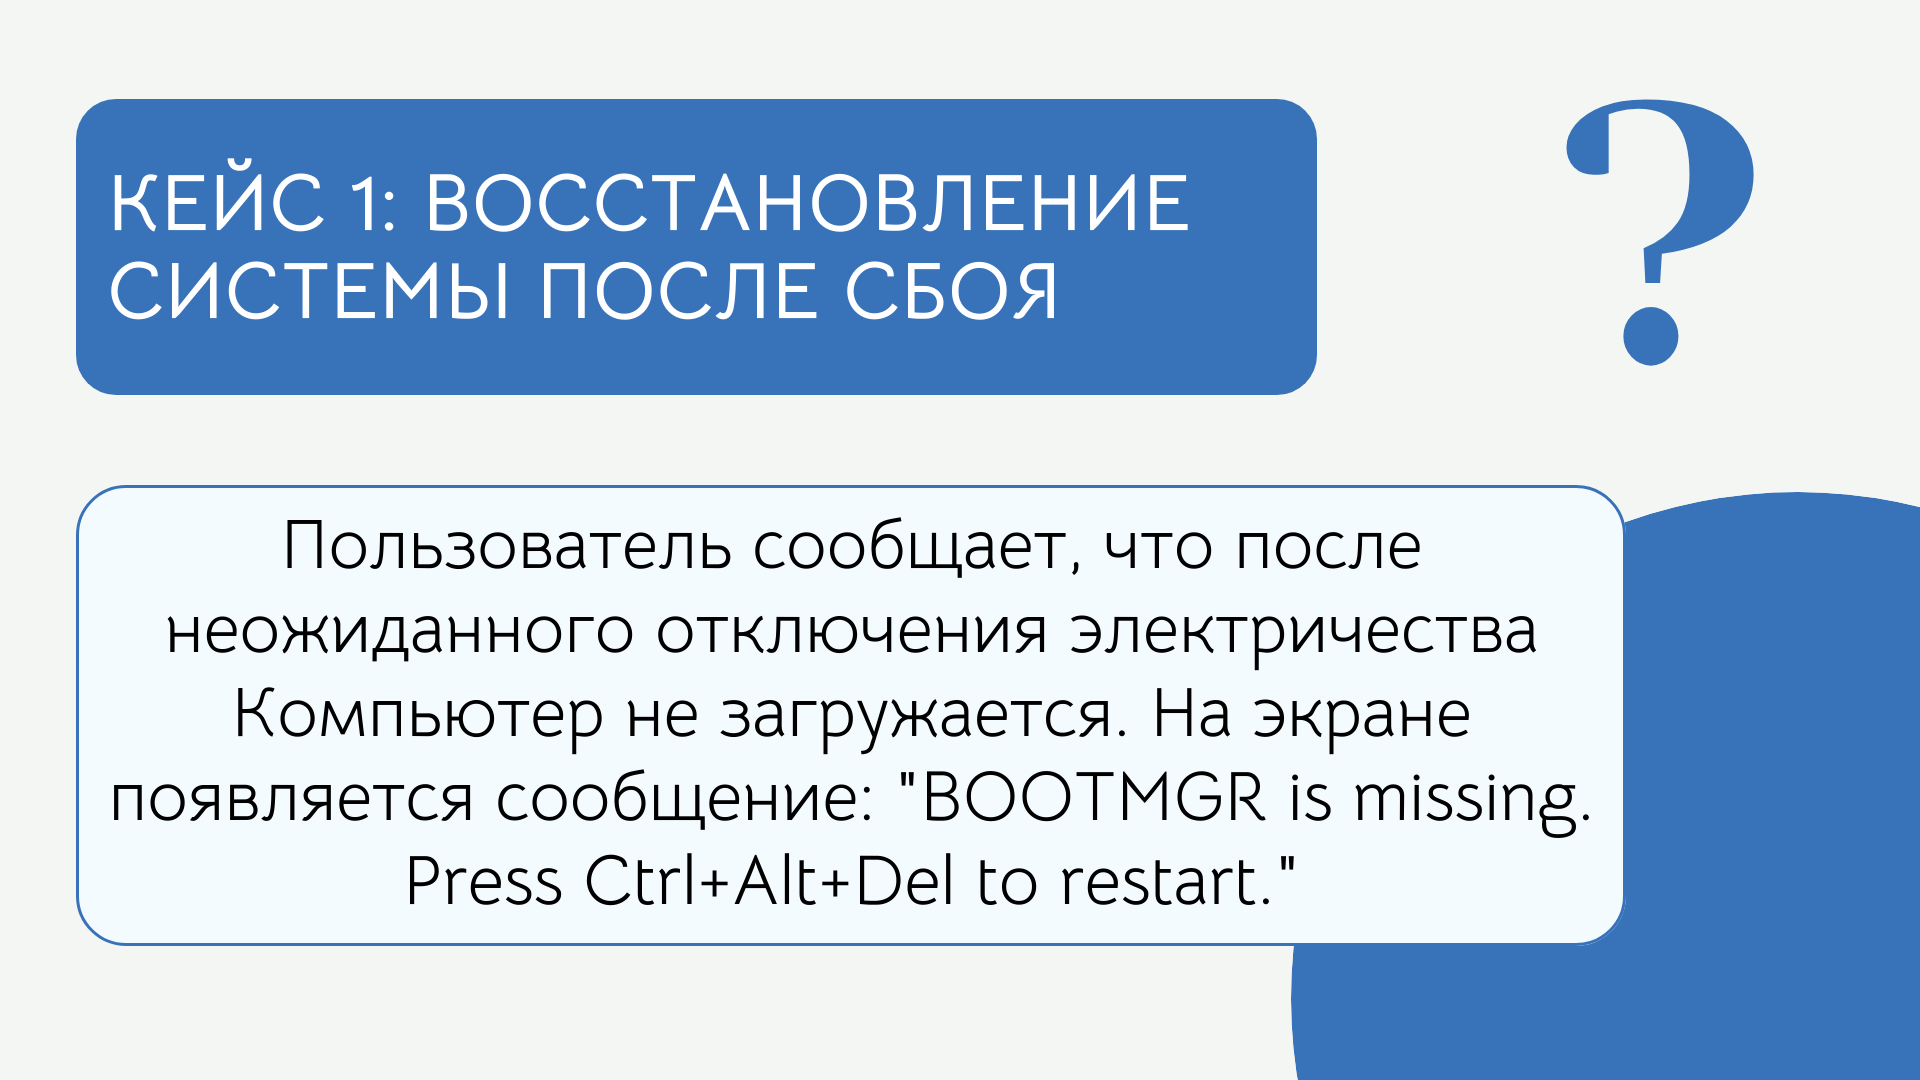 КЕЙС 1: ВОССТАНОВЛЕНИЕ
СИСТЕМЫ ПОСЛЕ СБОЯ
?
Пользователь сообщает, что после
неожиданного отключения электричества
Компьютер не загружается. На экране
появляется сообщение: "BOOTMGR is missing.
Press Ctrl+Alt+Del to restart."